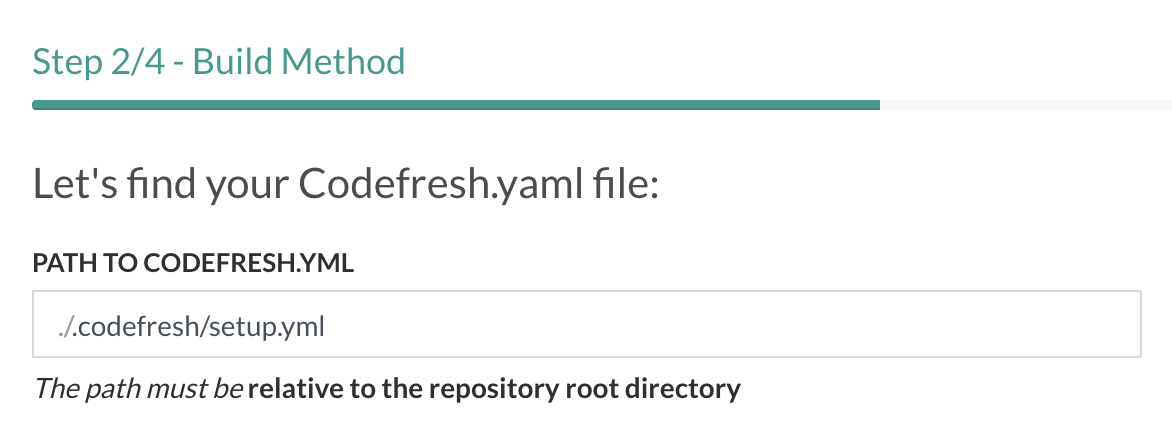 Step 2/4 - Build Method
Let's find your Codefresh.yaml file:
PATH TO CODEFRESH.YML
./.codefresh/setup.yml
The path must be relative to the repository root directory